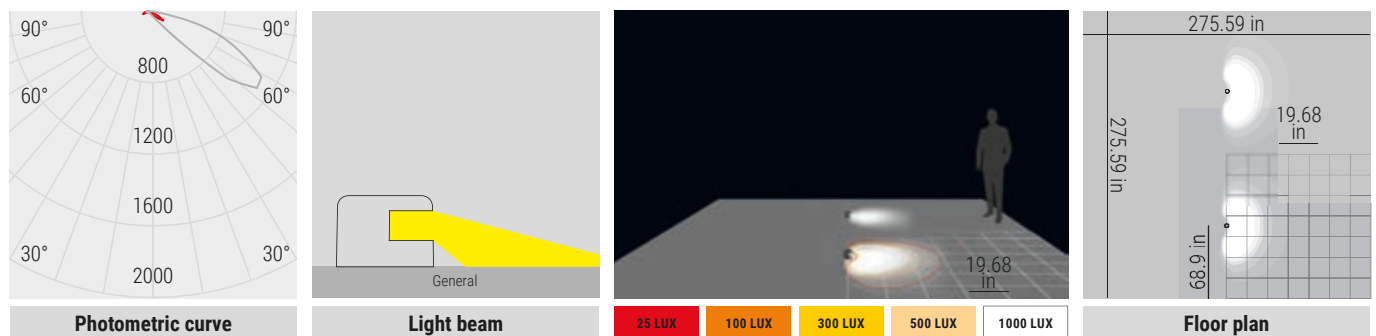 90°
90°
800
60°
60°
1200
1600
30°
30°
2000
Photometric curve
General
Light beam
19.68
in
25 LUX
100 LUX
300 LUX
500 LUX
1000 LUX
275.59 in
275.59 in
19.68
in
68.9 in
Floor plan